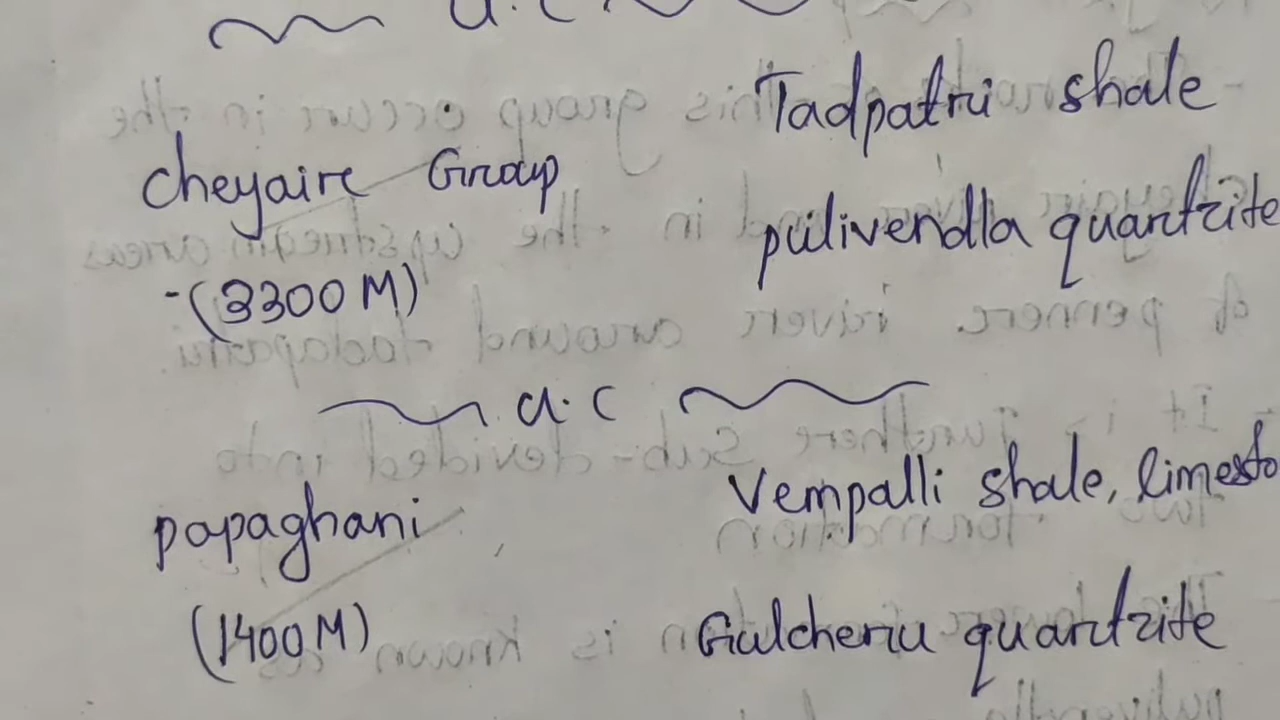 U.C
Tadpatri shale
Cheyaire Group
pulivendla quartzite
-(3300 M)
U.C
Vempalli shale, limesto
papaghani
(1400 M)
Gulcheru quartzite